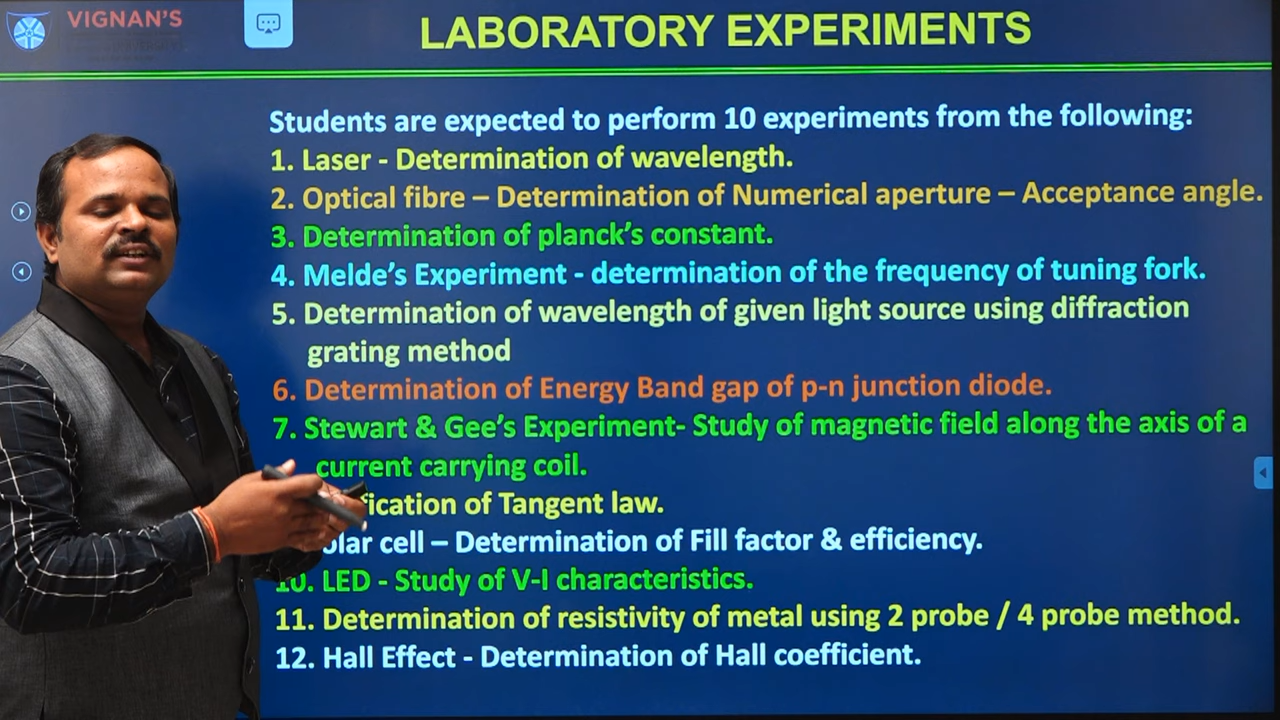 VIGNAN'S
LABORATORY EXPERIMENTS
Students are expected to perform 10 experiments from the following:
1. Laser - Determination of wavelength.
2. Optical fibre – Determination of Numerical aperture – Acceptance angle.
3. Determination of planck's constant.
4. Melde's Experiment - determination of the frequency of tuning fork.
5. Determination of wavelength of given light source using diffraction
grating method
6. Determination of Energy Band gap of p-n junction diode.
7. Stewart & Gee's Experiment- Study of magnetic field along the axis of a
current carrying coil.
fication of Tangent law.
olar cell – Determination of Fill factor & efficiency.
10. LED - Study of V-I characteristics.
11. Determination of resistivity of metal using 2 probe / 4 probe method.
12. Hall Effect - Determination of Hall coefficient.